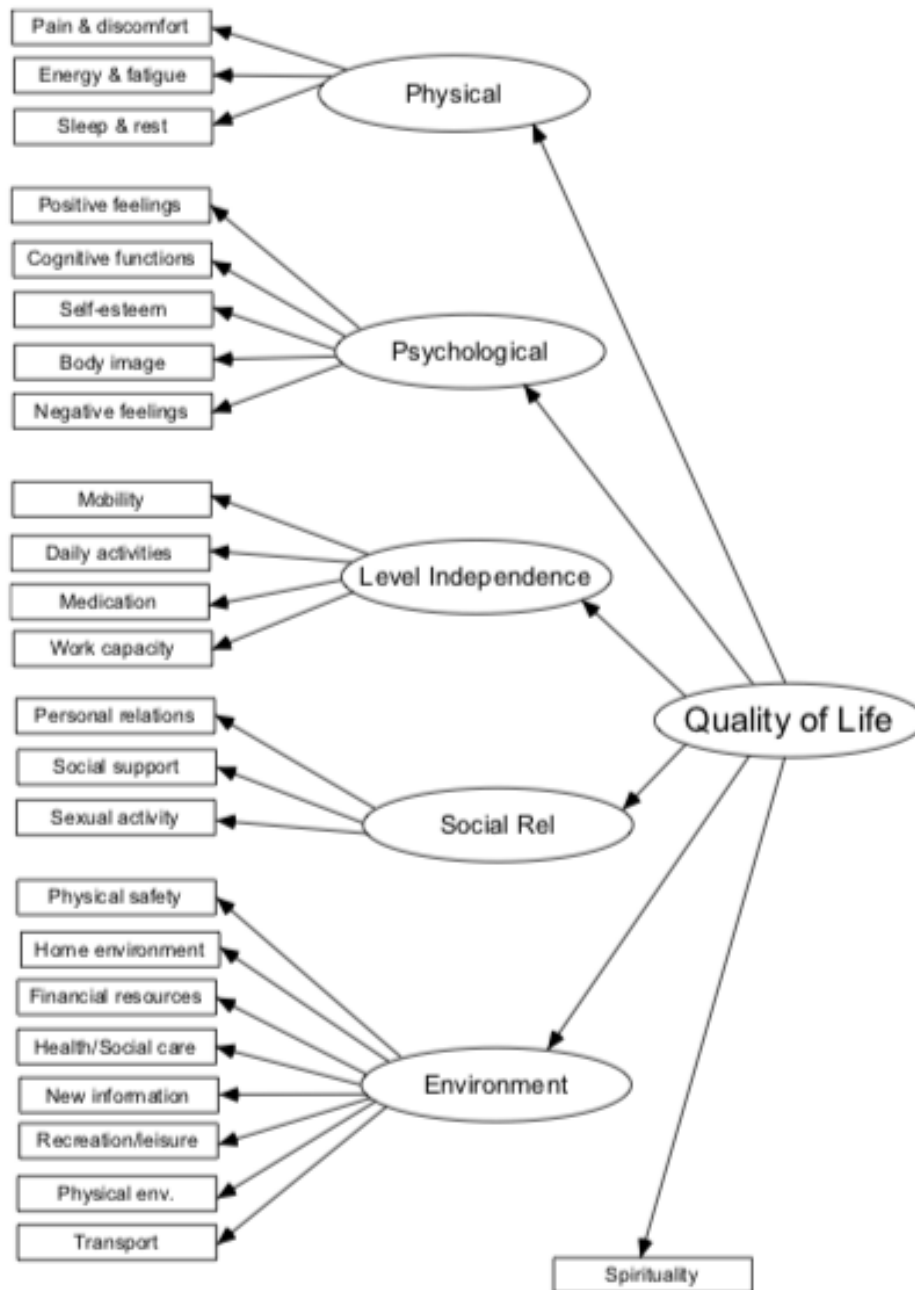 Pain & discomfort
Energy & fatigue
Sleep & rest
Physical
Positive feelings
Cognitive functions
Self-esteem
Body image
Negative feelings
Psychological
Mobility
Daily activities
Medication
Work capacity
Level Independence
Quality of Life
Personal relations
Social support
Sexual activity
Social Rel
Physical safety
Home environment
Financial resources
Health/Social care
New information
Recreation/leisure
Physical env.
Transport
Environment
Spirituality